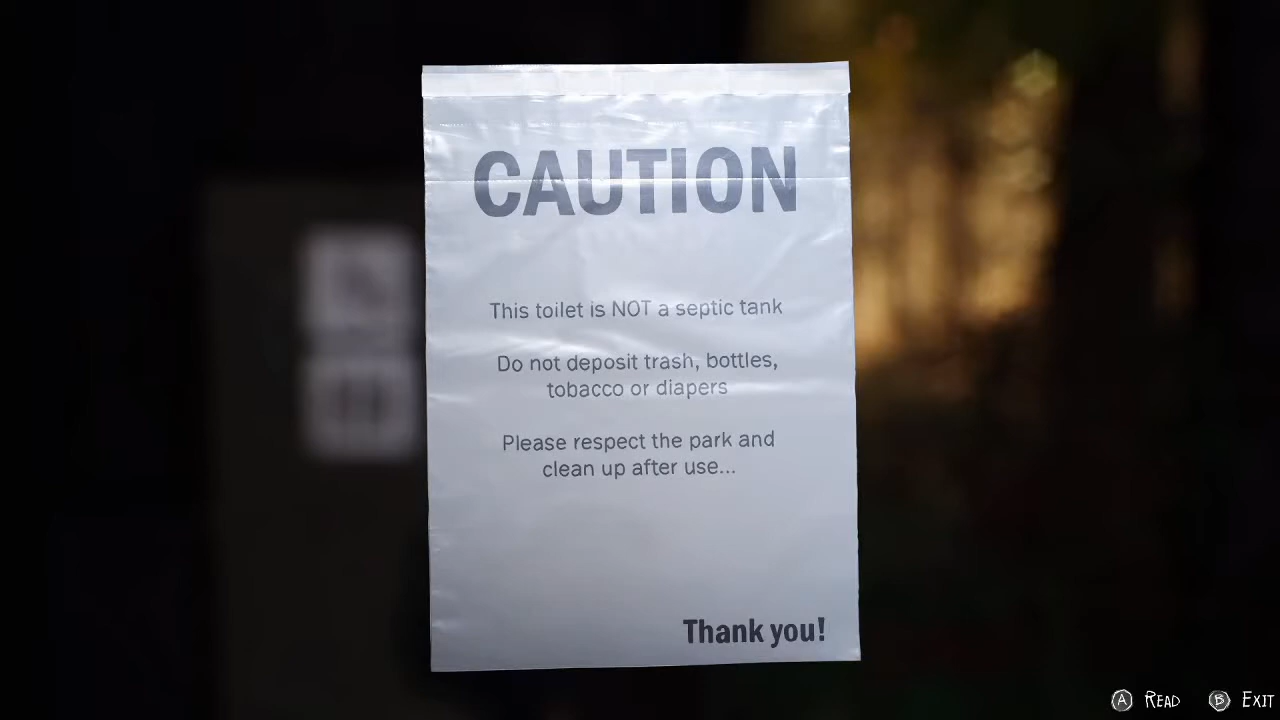 CAUTION
This toilet is NOT a septic tank
Do not deposit trash, bottles,
tobacco or diapers
Please respect the park and
clean up after use...
Thank you!
A READ B EXIT